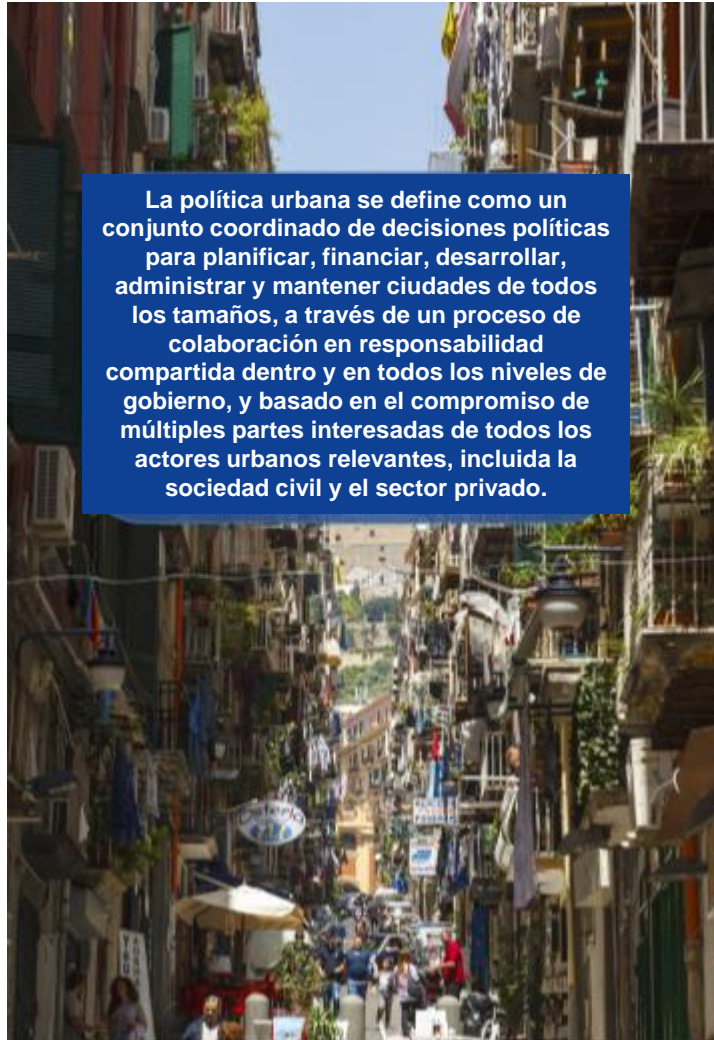 La política urbana se define como un
conjunto coordinado de decisiones políticas
para planificar, financiar, desarrollar,
administrar y mantener ciudades de todos
los tamaños, a través de un proceso de
colaboración en responsabilidad
compartida dentro y en todos los niveles de
gobierno, y basado en el compromiso de
múltiples partes interesadas de todos los
actores urbanos relevantes, incluida la
sociedad civil y el sector privado.